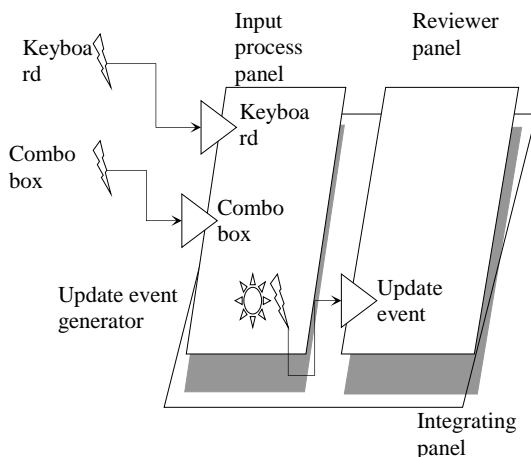 Keyboa
rd
Input
process
panel
Reviewer
panel
Keyboa
rd
Combo
box
Combo
box
Update event
generator
Update
event
Integrating
panel